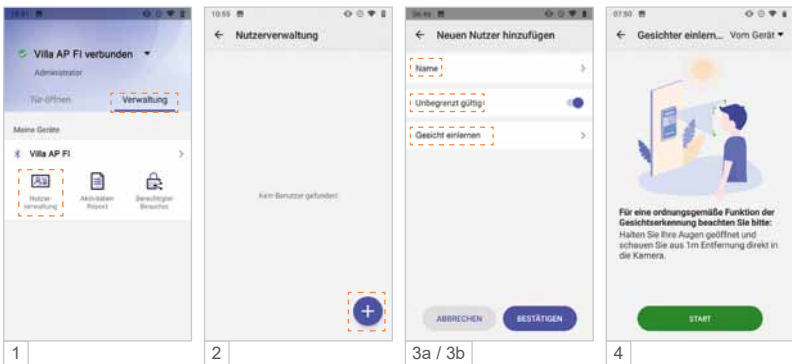 10:55
Villa AP FI verbunden
Administrator
Tür öffnen
Verwaltung
Meine Geräte
Villa AP FI
Nutzer-
verwaltung
Aktivitäten
Report
Berechtigter
Besucher
1
Nutzerverwaltung
Kein Benutzer gefunden!
+
2
Neuen Nutzer hinzufügen
Name
Unbegrenzt gültig
Gesicht einlernen
ABBRECHEN
BESTÄTIGEN
3a / 3b
07:50
Gesichter einlern...
Vom Gerät
Für eine ordnungsgemäße Funktion der
Gesichtserkennung beachten Sie bitte:
Halten Sie Ihre Augen geöffnet und
schauen Sie aus 1m Entfernung direkt in
die Kamera.
START
4